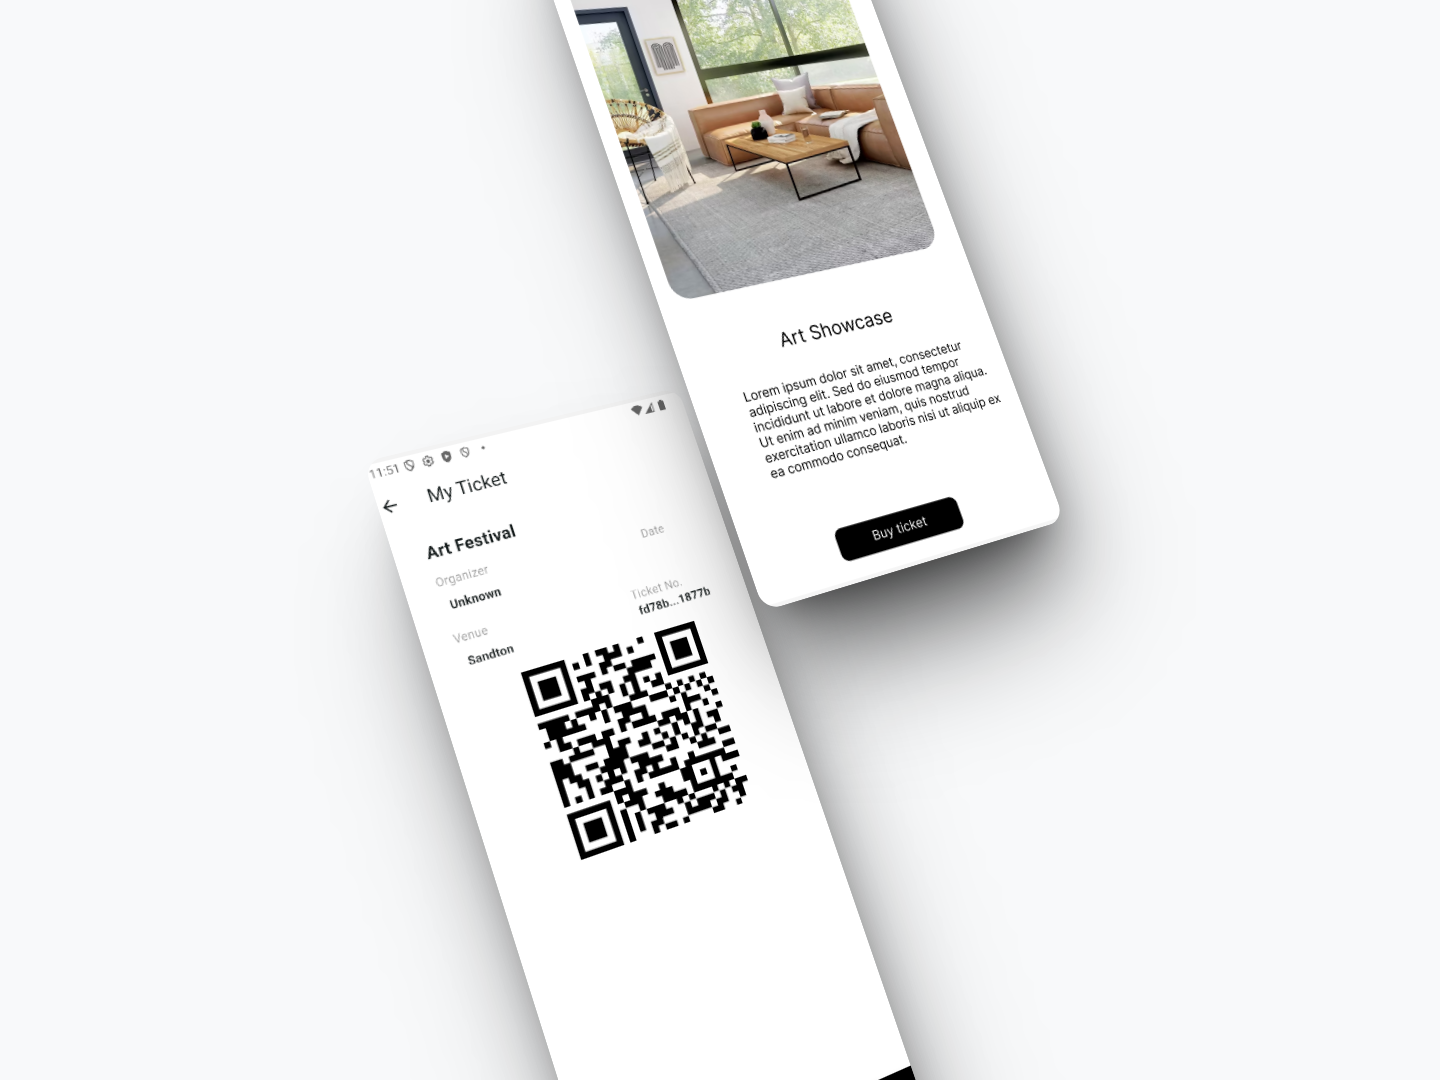 Art Showcase
Lorem ipsum dolor sit amet, consectetur
adipiscing elit. Sed do eiusmod tempor
incididunt ut labore et dolore magna aliqua.
Ut enim ad minim veniam, quis nostrud
exercitation ullamco laboris nisi ut aliquip ex
ea commodo consequat.
Buy ticket
11:51
My Ticket
Art Festival
Organizer
Date
Unknown
Ticket No.
fd78b...1877b
Venue
Sandton